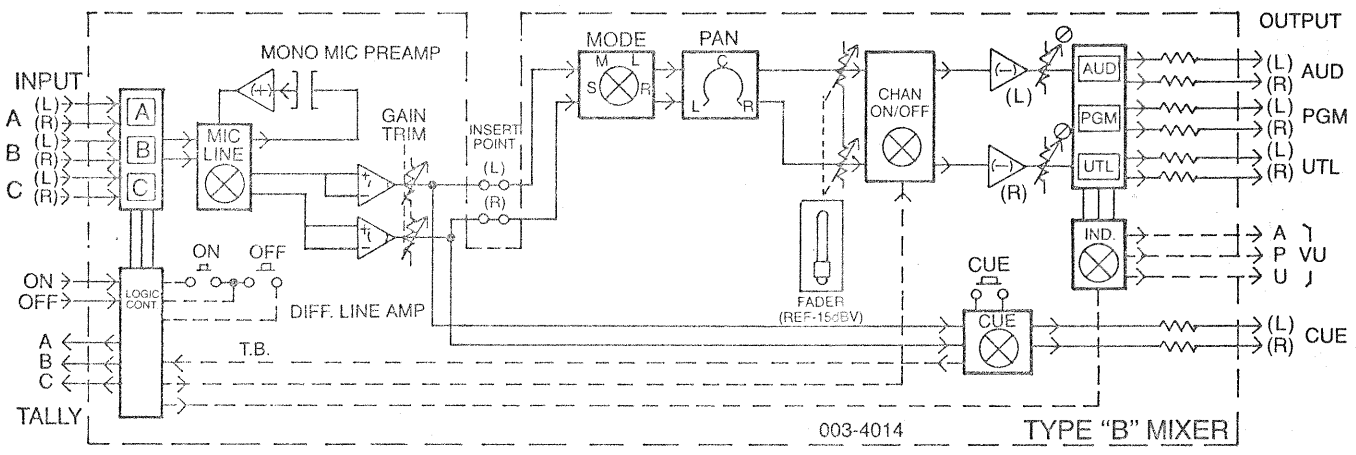 INPUT
A (L)
(R)
B (L)
(R)
C (L)
(R)
A
B
C
MONO MIC PREAMP
(+)
MIC
LINE
GAIN
TRIM
+
+
−
INSERT
POINT
(L)
(R)
MODE
M L
S R
PAN
C
L R
CHAN
ON/OFF
(−)
(L)
(−)
(R)
AUD
PGM
UTL
OUTPUT
(L)
(R) AUD
(L)
(R) PGM
(L)
(R) UTL
IND.
A
P VU
U
ON
OFF
ON OFF
LOGIC
CONT
DIFF. LINE AMP
FADER
(REF-15dBV)
CUE
CUE
(L)
(R) CUE
T.B.
A
B
C
TALLY
003-4014
TYPE "B" MIXER